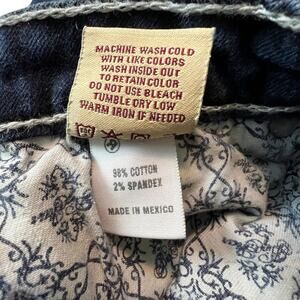 MACHINE WASH COLD
WITH LIKE COLORS
WASH INSIDE OUT
TO RETAIN COLOR
DO NOT USE BLEACH
TUMBLE DRY LOW
WARM IRON IF NEEDED
98% COTTON
2% SPANDEX
MADE IN MEXICO